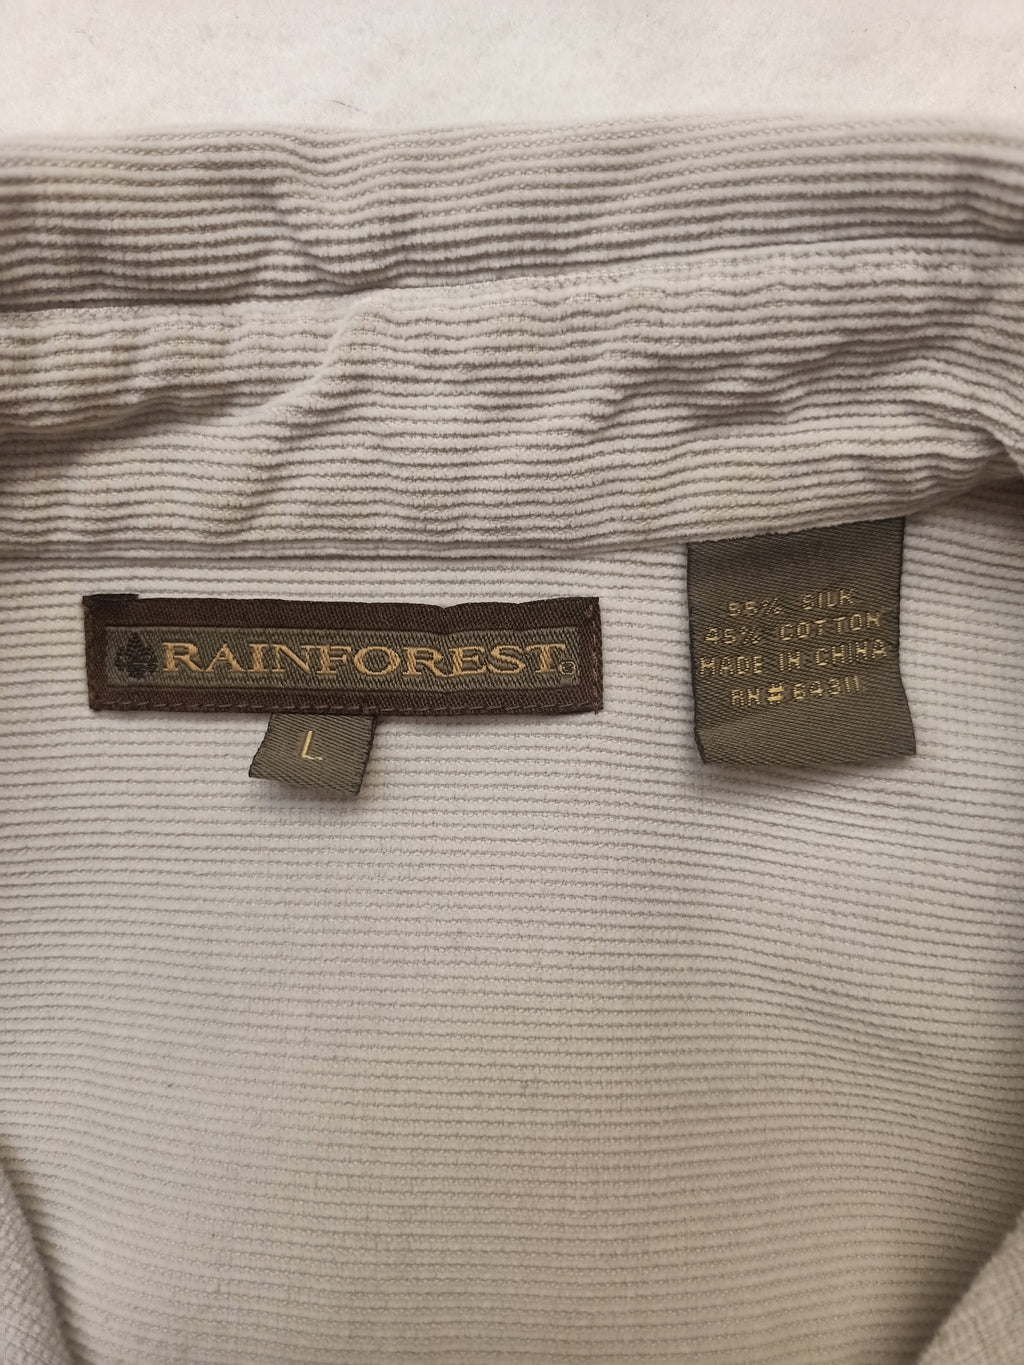 RAINFOREST
L
55% SILK
45% COTTON
MADE IN CHINA
RN#64311